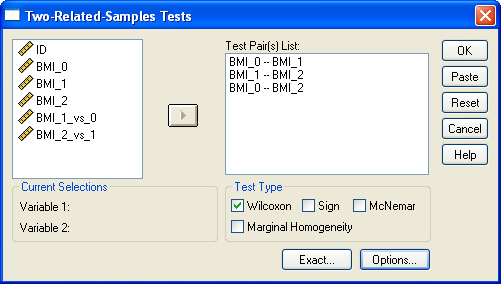 Two-Related-Samples Tests
ID
BMI_0
BMI_1
BMI_2
BMI_1_vs_0
BMI_2_vs_1
Test Pair(s) List:
BMI_0 -- BMI_1
BMI_1 -- BMI_2
BMI_0 -- BMI_2
OK
Paste
Reset
Cancel
Help
Current Selections
Variable 1:
Variable 2:
Test Type
Wilcoxon Sign McNemar
Marginal Homogeneity
Exact... Options...